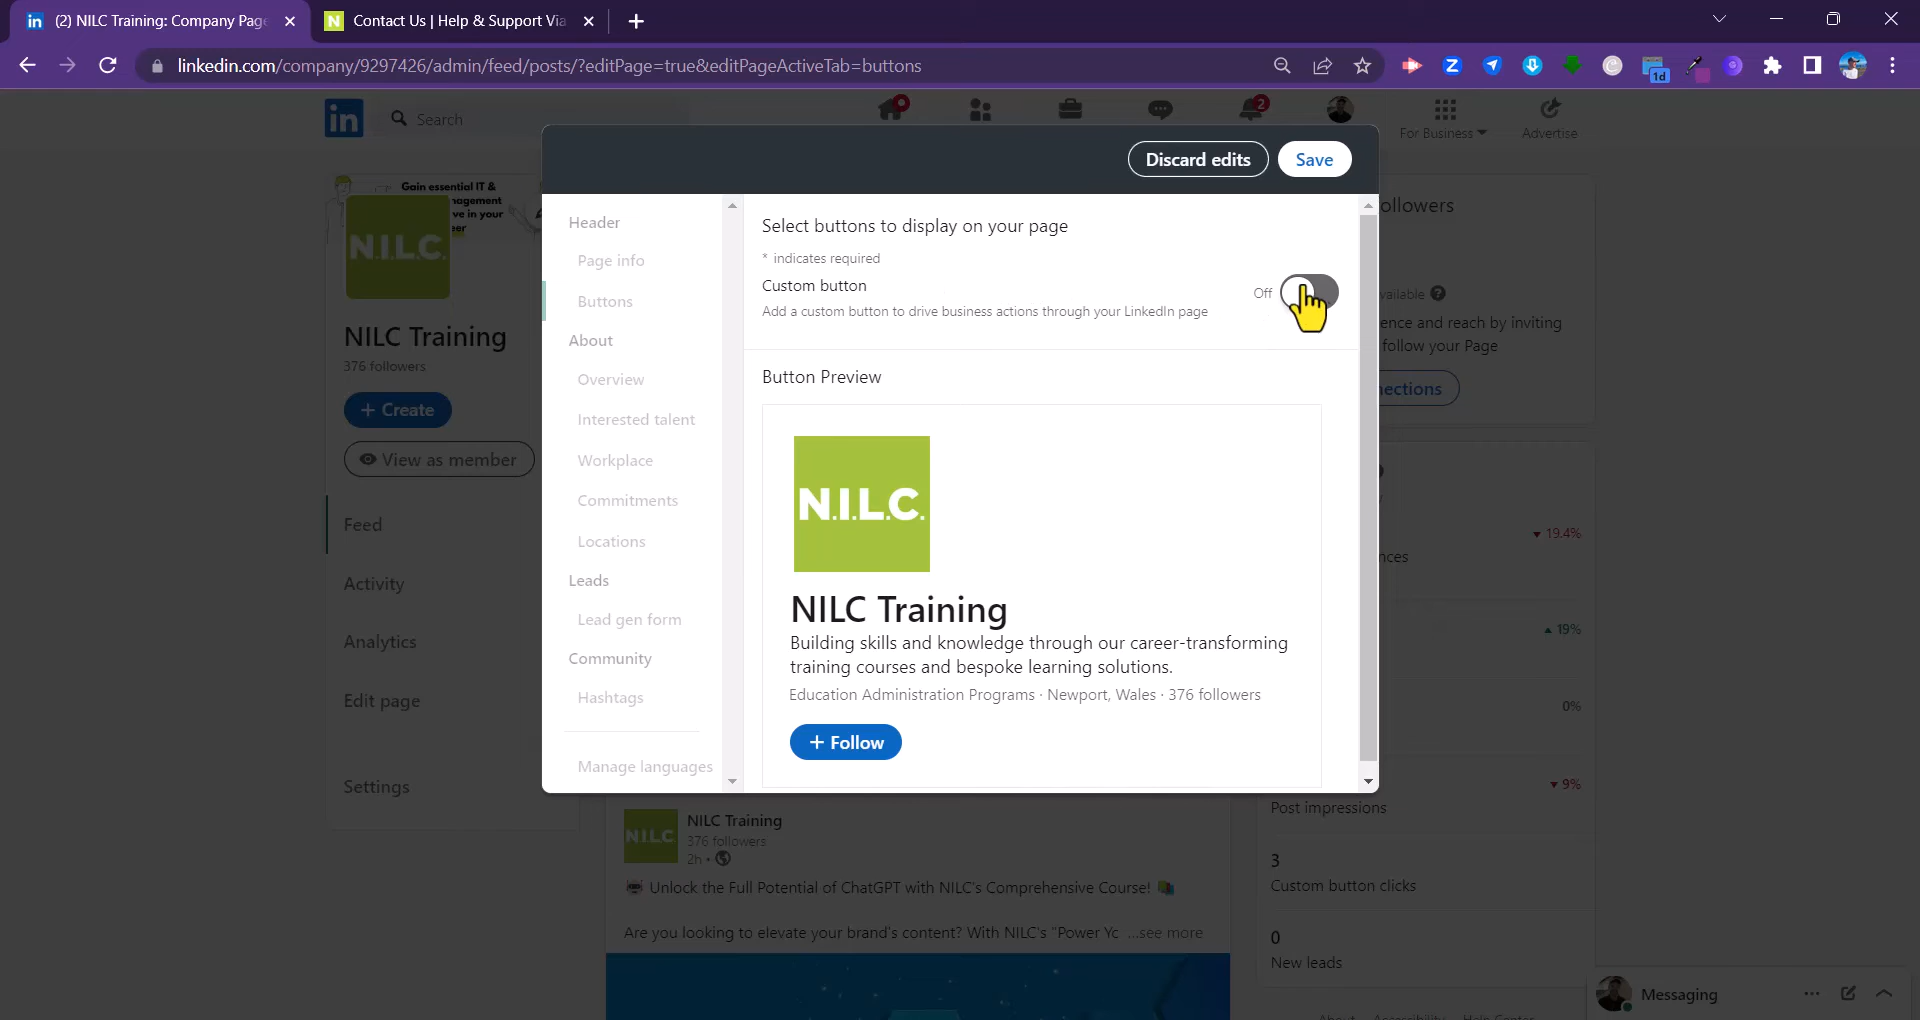 (2) NILC Training: Company Page
Contact Us | Help & Support Via
linkedin.com/company/9297426/admin/feed/posts/?editPage=true&editPageActiveTab=buttons
1d
in
Search
2
For Business
Advertise
Discard edits
Save
Gain essential IT &
N.I.L.C.
NILC Training
376 followers
+ Create
View as member
Feed
Activity
Analytics
Edit page
Settings
Header
Page info
Buttons
About
Overview
Interested talent
Workplace
Commitments
Locations
Leads
Lead gen form
Community
Hashtags
Manage languages
Select buttons to display on your page
* indicates required
Custom button
Add a custom button to drive business actions through your LinkedIn page
Off
Button Preview
N.I.L.C.
NILC Training
Building skills and knowledge through our career-transforming
training courses and bespoke learning solutions.
Education Administration Programs · Newport, Wales · 376 followers
+ Follow
follow your Page
19.4%
19%
0%
9%
Post impressions
3
Custom button clicks
0
New leads
N.I.L.C.
NILC Training
376 followers
2h •
Unlock the Full Potential of ChatGPT with NILC's Comprehensive Course!
Are you looking to elevate your brand's content? With NILC's "Power Yc ...see more
Messaging